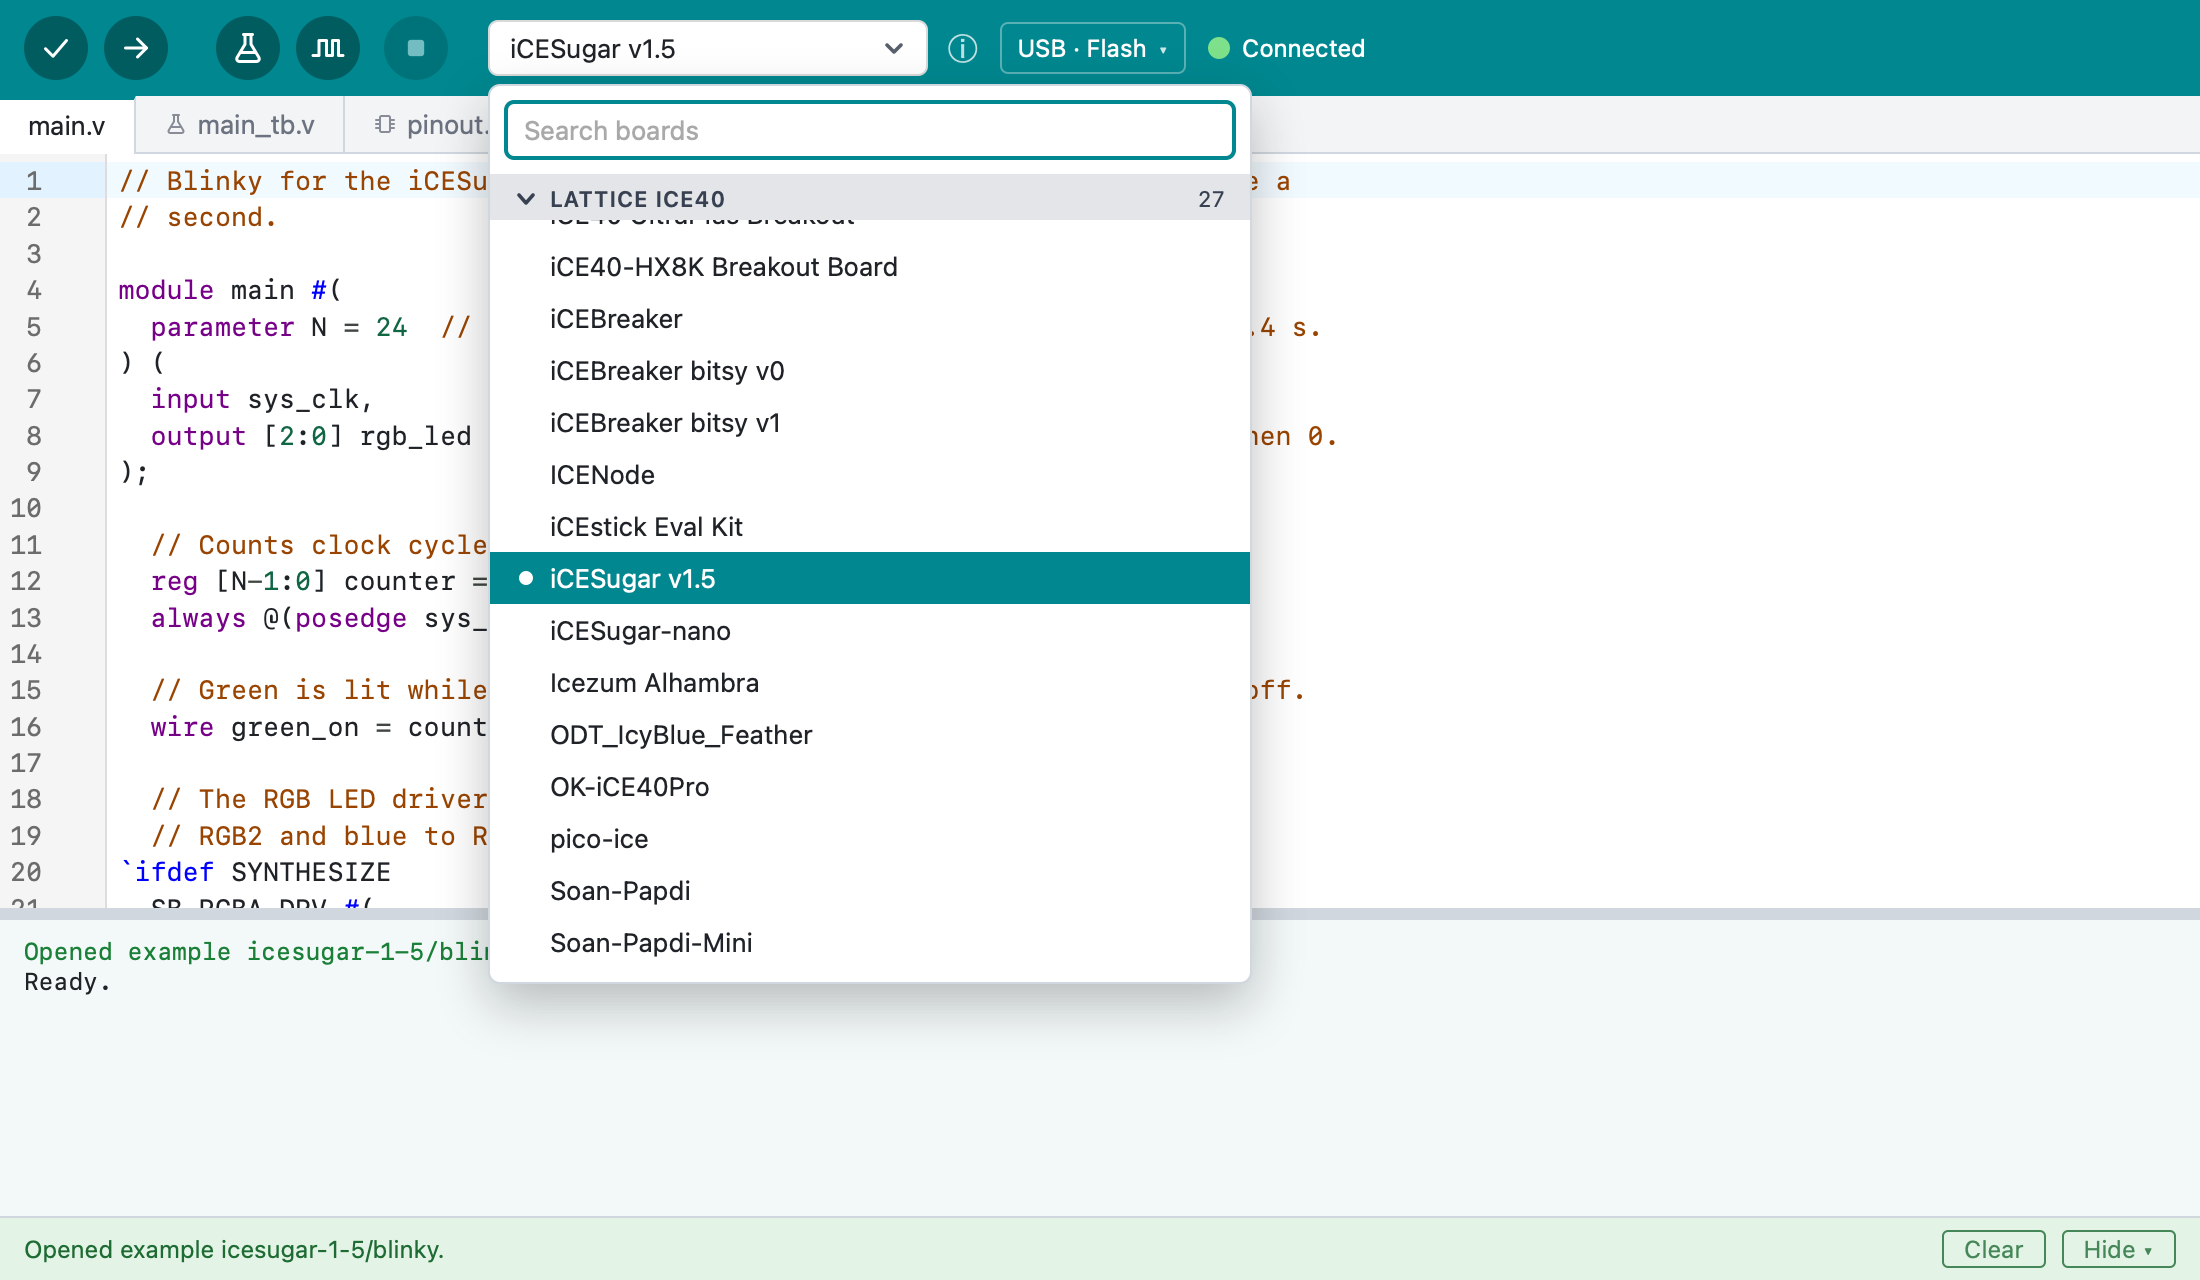 iCESugar v1.5
USB · Flash ▾
Connected
main.v
main_tb.v
pinout.
Search boards
LATTICE ICE40 27
iCE40 UltraPlus Breakout
iCE40-HX8K Breakout Board
iCEBreaker
iCEBreaker bitsy v0
iCEBreaker bitsy v1
ICENode
iCEstick Eval Kit
iCESugar v1.5
iCESugar-nano
Icezum Alhambra
ODT_IcyBlue_Feather
OK-iCE40Pro
pico-ice
Soan-Papdi
Soan-Papdi-Mini
1 // Blinky for the iCESu e a
2 // second.
3
4 module main #(
5 parameter N = 24 // .4 s.
6 ) (
7 input sys_clk,
8 output [2:0] rgb_led hen 0.
9 );
10
11 // Counts clock cycle
12 reg [N-1:0] counter =
13 always @(posedge sys_
14
15 // Green is lit while off.
16 wire green_on = count
17
18 // The RGB LED driver
19 // RGB2 and blue to R
20 `ifdef SYNTHESIZE
21 SB_RGBA_DRV #(
Opened example icesugar-1-5/blin
Ready.
Opened example icesugar-1-5/blinky.
Clear
Hide ▾